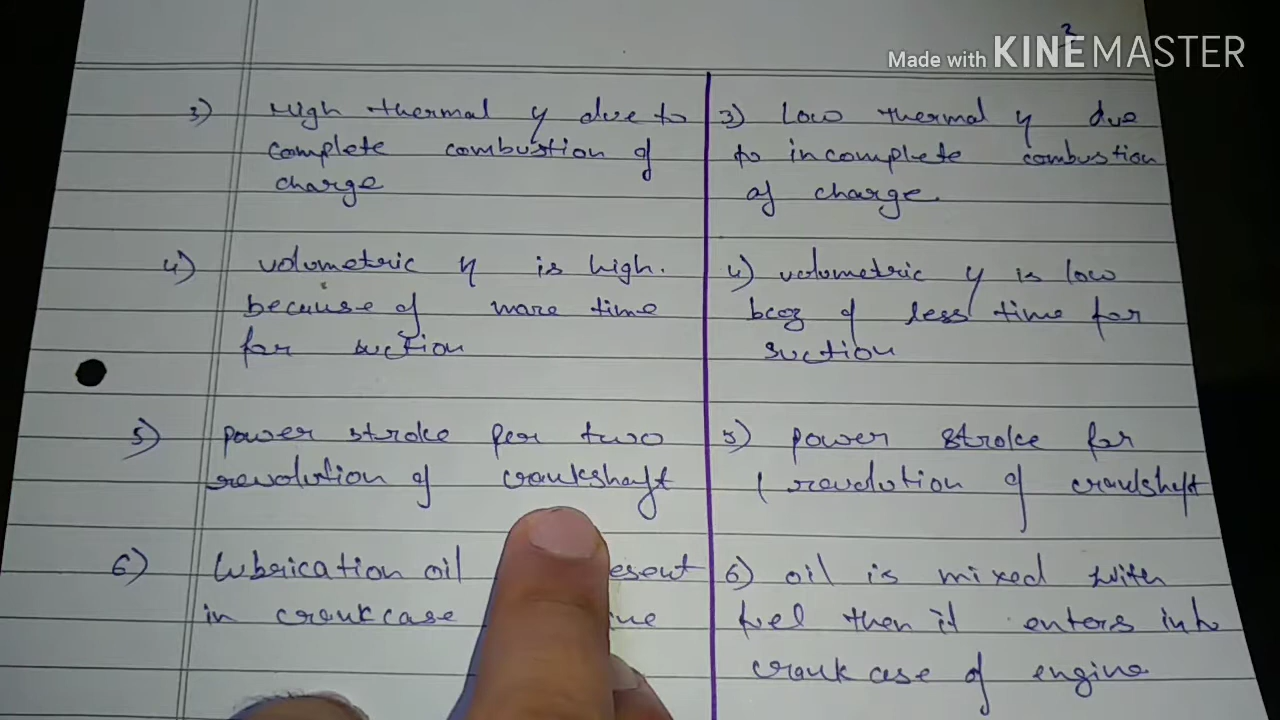 2
Made with KINEMASTER
3) High thermal η due to
complete combustion of
charge
4) volumetric η is high.
because of more time
for suction
5) power stroke per two
revolution of crankshaft
6) lubrication oil
in crankcase
3) Low thermal η due
to incomplete combustion
of charge.
4) volumetric η is low
bcoz of less time for
suction
5) power stroke for
1 revolution of crankshaft
6) oil is mixed with
fuel then it enters into
crank case of engine